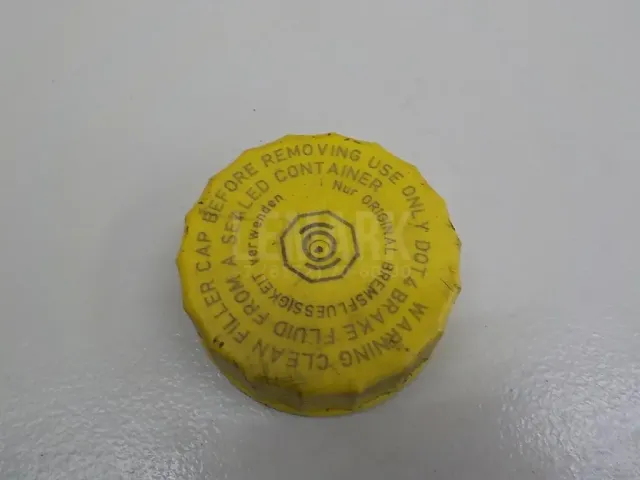 WARNING CLEAN FILLER CAP BEFORE REMOVING USE ONLY DOT 4
BRAKE FLUID FROM A SEALED CONTAINER
Nur ORIGINAL BREMSFLUESSIGKEIT verwenden